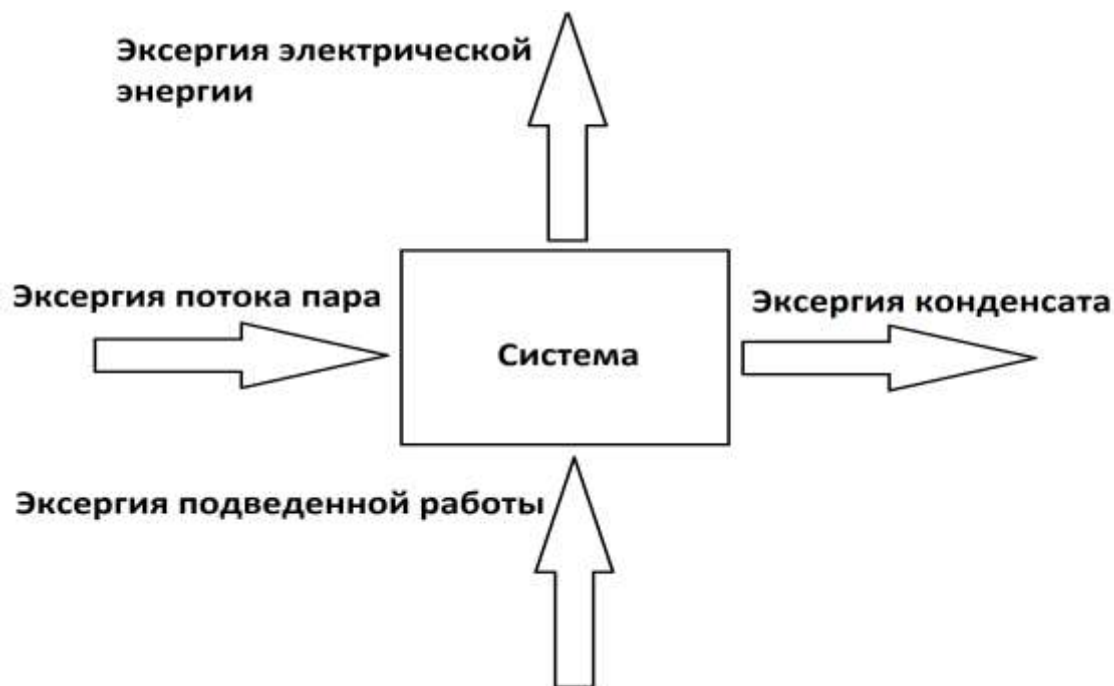 Эксергия электрической
энергии
Эксергия потока пара
Эксергия конденсата
Система
Эксергия подведенной работы